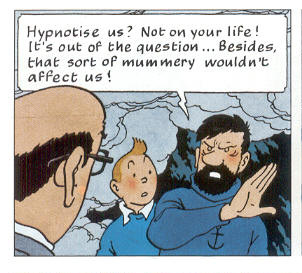 Hypnotise us? Not on your life!
It's out of the question... Besides,
that sort of mummery wouldn't
affect us!